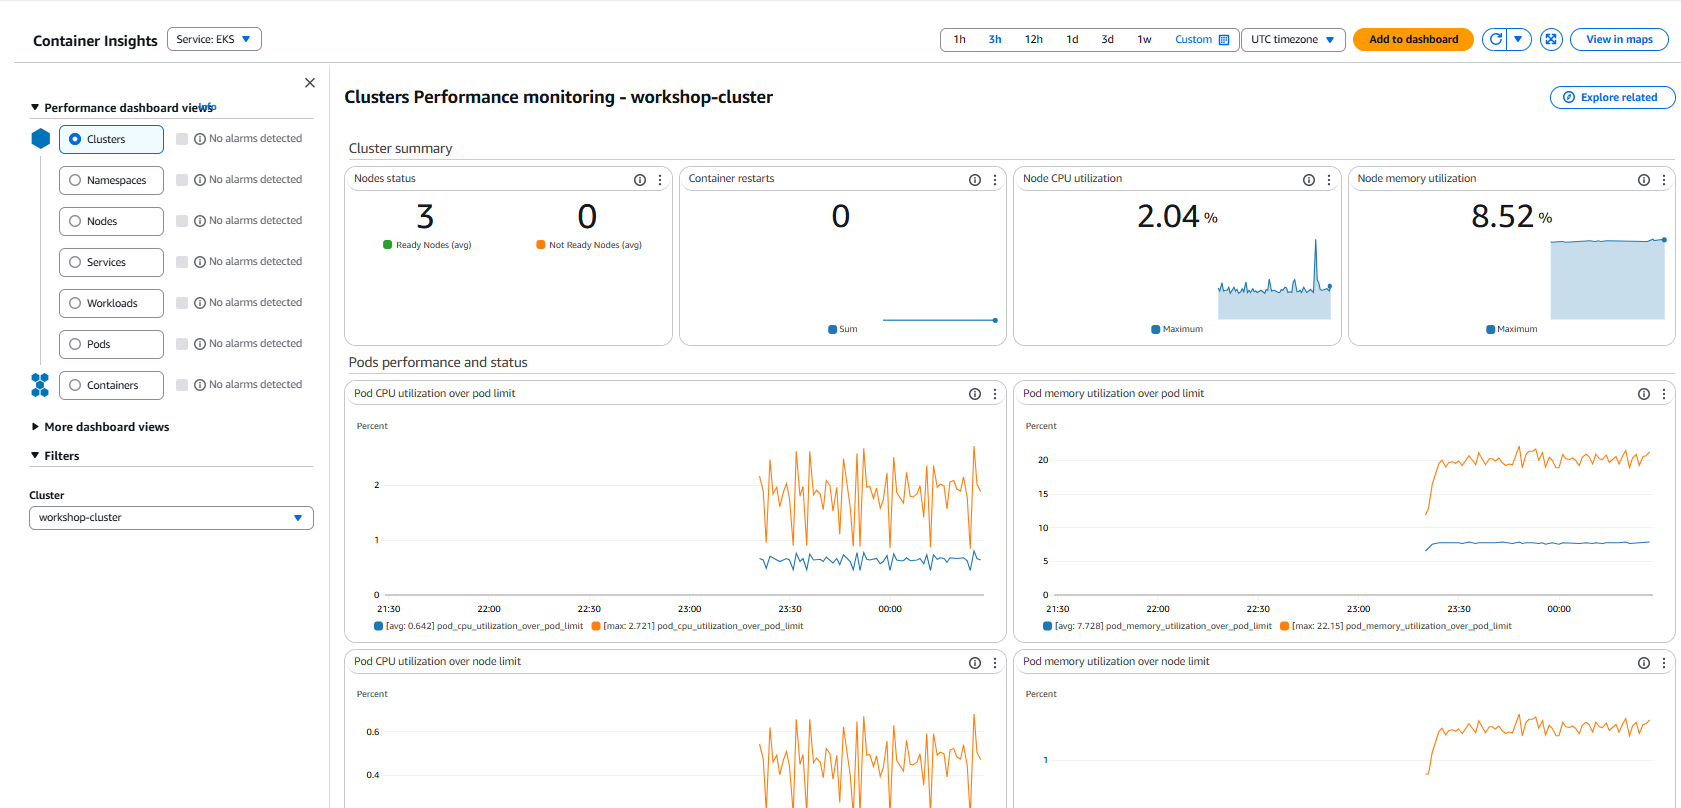 Container Insights
Service: EKS
1h 3h 12h 1d 3d 1w Custom
UTC timezone
Add to dashboard
View in maps
Performance dashboard views
Info
Clusters
No alarms detected
Namespaces
No alarms detected
Nodes
No alarms detected
Services
No alarms detected
Workloads
No alarms detected
Pods
No alarms detected
Containers
No alarms detected
More dashboard views
Filters
Cluster
workshop-cluster
Clusters Performance monitoring - workshop-cluster
Explore related
Cluster summary
Nodes status
3
Ready Nodes (avg)
0
Not Ready Nodes (avg)
Container restarts
0
Sum
Node CPU utilization
2.04 %
Maximum
Node memory utilization
8.52 %
Maximum
Pods performance and status
Pod CPU utilization over pod limit
Percent
2
1
0
21:30 22:00 22:30 23:00 23:30 00:00
[avg: 0.642] pod_cpu_utilization_over_pod_limit
[max: 2.721] pod_cpu_utilization_over_pod_limit
Pod memory utilization over pod limit
Percent
20
15
10
5
0
21:30 22:00 22:30 23:00 23:30 00:00
[avg: 7.728] pod_memory_utilization_over_pod_limit
[max: 22.15] pod_memory_utilization_over_pod_limit
Pod CPU utilization over node limit
Percent
0.6
0.4
Pod memory utilization over node limit
Percent
1